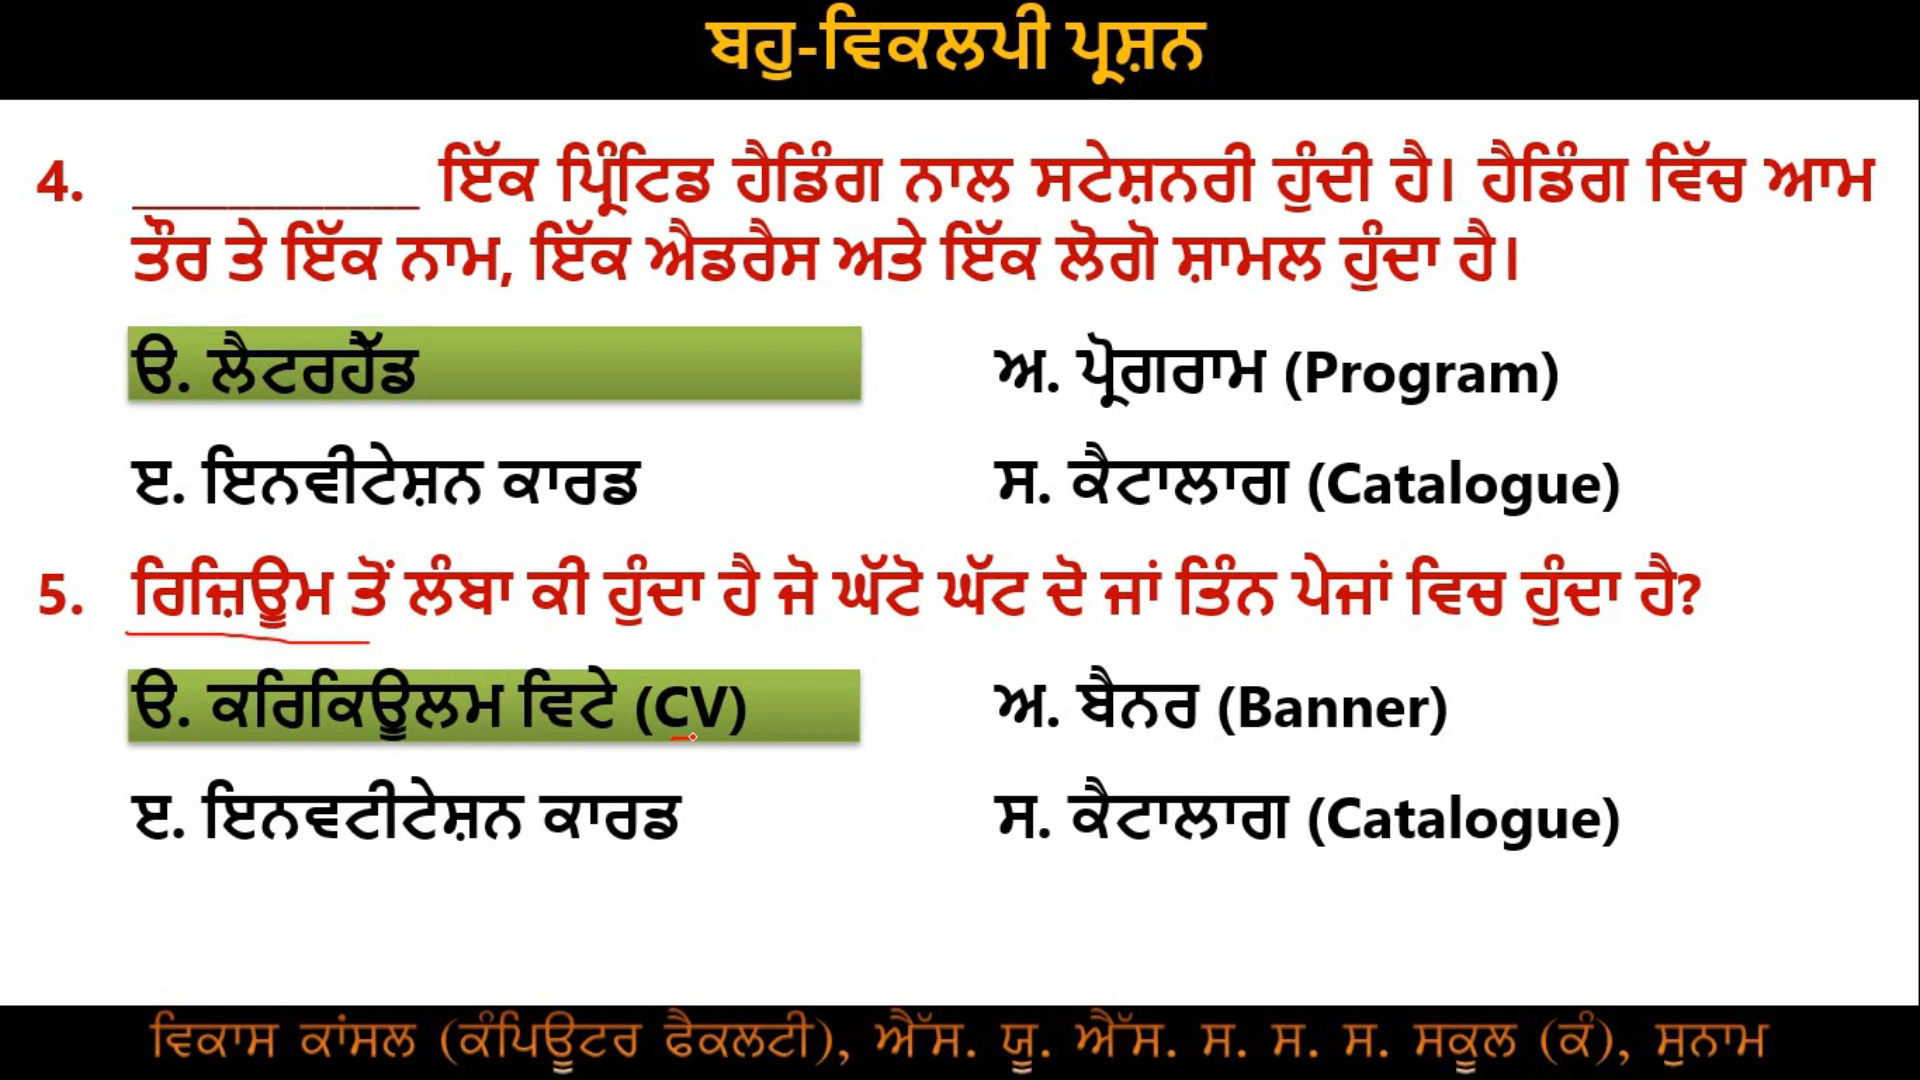 ਬਹੁ-ਵਿਕਲਪੀ ਪ੍ਰਸ਼ਨ
4. ___________ ਇੱਕ ਪ੍ਰਿੰਟਿਡ ਹੈਡਿੰਗ ਨਾਲ ਸਟੇਸ਼ਨਰੀ ਹੁੰਦੀ ਹੈ। ਹੈਡਿੰਗ ਵਿੱਚ ਆਮ
ਤੌਰ ਤੇ ਇੱਕ ਨਾਮ, ਇੱਕ ਐਡਰੈਸ ਅਤੇ ਇੱਕ ਲੋਗੋ ਸ਼ਾਮਲ ਹੁੰਦਾ ਹੈ।
ੳ. ਲੈਟਰਹੈੱਡ ਅ. ਪ੍ਰੋਗਰਾਮ (Program)
ੲ. ਇਨਵੀਟੇਸ਼ਨ ਕਾਰਡ ਸ. ਕੈਟਾਲਾਗ (Catalogue)
5. ਰਿਜ਼ਿਊਮ ਤੋਂ ਲੰਬਾ ਕੀ ਹੁੰਦਾ ਹੈ ਜੋ ਘੱਟੋ ਘੱਟ ਦੋ ਜਾਂ ਤਿੰਨ ਪੇਜਾਂ ਵਿਚ ਹੁੰਦਾ ਹੈ?
ੳ. ਕਰਿਕਿਊਲਮ ਵਿਟੇ (CV) ਅ. ਬੈਨਰ (Banner)
ੲ. ਇਨਵਟੀਟੇਸ਼ਨ ਕਾਰਡ ਸ. ਕੈਟਾਲਾਗ (Catalogue)
ਵਿਕਾਸ ਕਾਂਸਲ (ਕੰਪਿਊਟਰ ਫੈਕਲਟੀ), ਐੱਸ. ਯੂ. ਐੱਸ. ਸ. ਸ. ਸ. ਸਕੂਲ (ਕੰ), ਸੁਨਾਮ